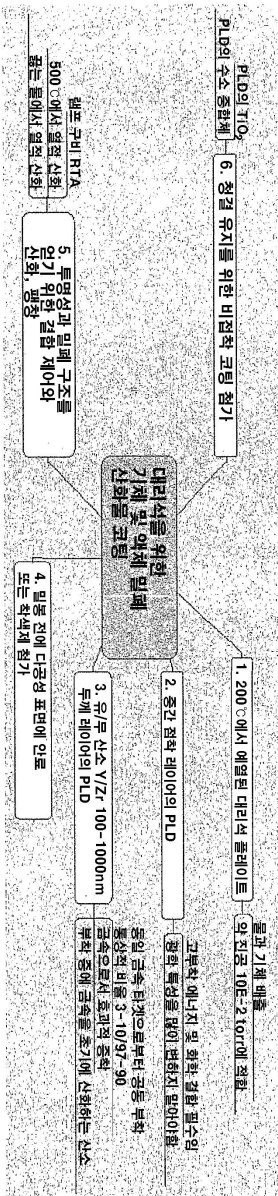 대리석을 위한
기체 및 액체 밀폐
산화물 코팅
1. 200℃에서 예열된 대리석 플레이트
물과 기체 배출
약 진공 10E-2 torr에 적합
2. 중간 점착 레이어의 PLD
고부착 에너지 및 화학 결합 필수임
광학 특성을 많이 변하지 말아야함
3. 유/무 산소 Y/Zr 100-1000nm
두께 레이어의 PLD
동일 금속 타겟으로부터 공동 부착
통상적 비율 3-10/97-90
금속으로서 효과적 증착
부착 중에 금속을 초기에 산화하는 산소
4. 밀봉 전에 다공성 표면에 안료
또는 착색제 첨가
5. 투명성과 밀폐 구조를
얻기 위한 결합 제어와
산화, 팽창
램프 구비 RTA
500℃에서 열적 산화
끓는 물에서 열적 산화
6. 청결 유지를 위한 비접착 코팅 첨가
PLD의 TiO₂
PLD의 수소 중합체